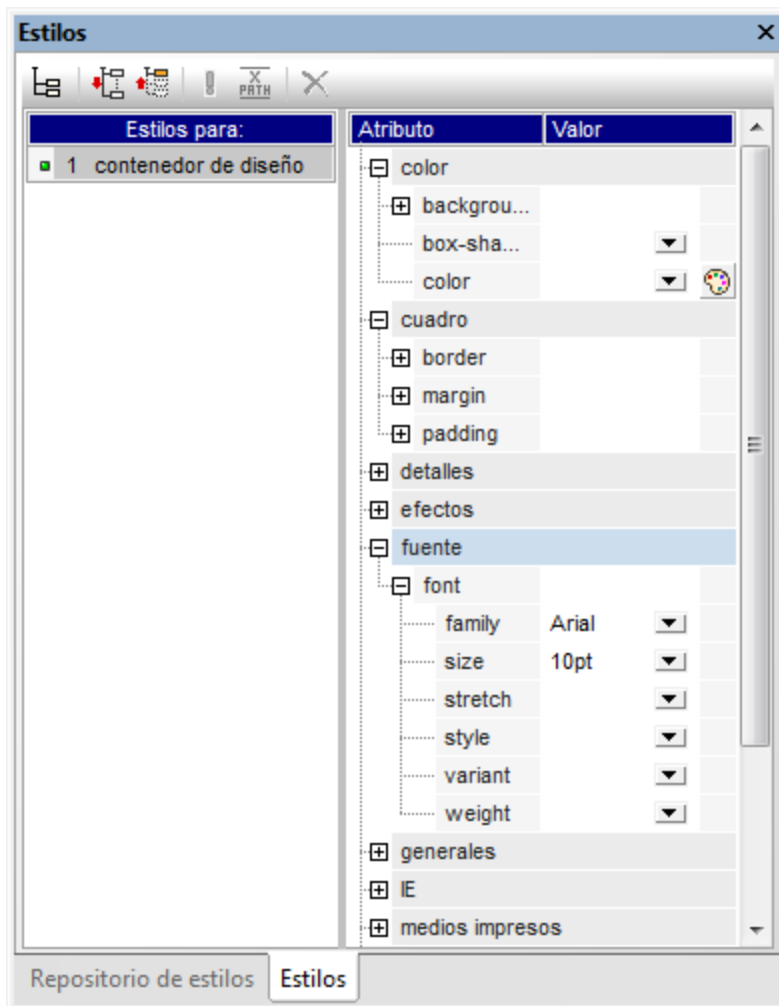 Estilos
X
PATH
Estilos para:
1 contenedor de diseño
Atributo Valor
color
backgrou...
box-sha...
color
cuadro
border
margin
padding
detalles
efectos
fuente
font
family Arial
size 10pt
stretch
style
variant
weight
generales
IE
medios impresos
Repositorio de estilos Estilos